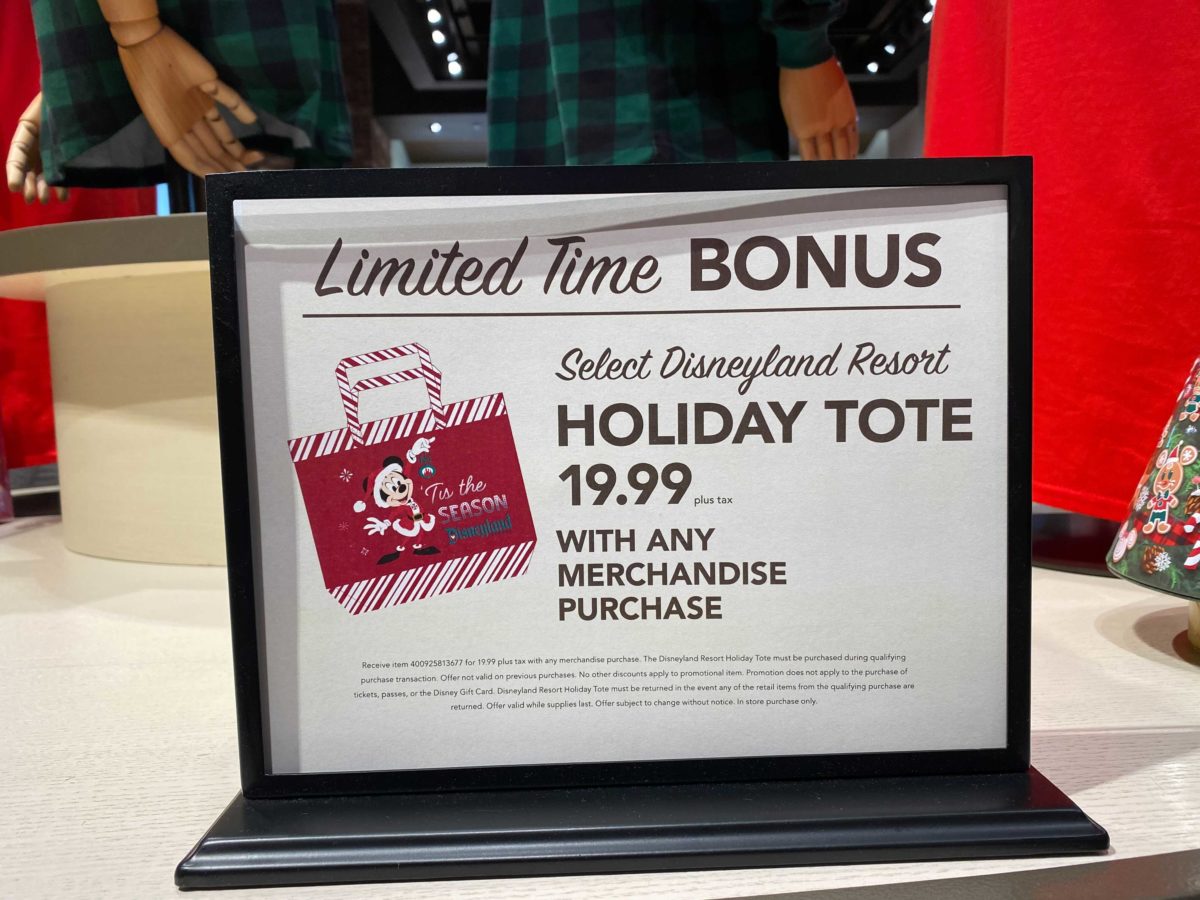 Limited Time BONUS
Select Disneyland Resort
HOLIDAY TOTE
19.99 plus tax
WITH ANY
MERCHANDISE
PURCHASE
'Tis the
SEASON
Disneyland
Receive item 400925813677 for 19.99 plus tax with any merchandise purchase. The Disneyland Resort Holiday Tote must be purchased during qualifying
purchase transaction. Offer not valid on previous purchases. No other discounts apply to promotional item. Promotion does not apply to the purchase of
tickets, passes, or the Disney Gift Card. Disneyland Resort Holiday Tote must be returned in the event any of the retail items from the qualifying purchase are
returned. Offer valid while supplies last. Offer subject to change without notice. In store purchase only.